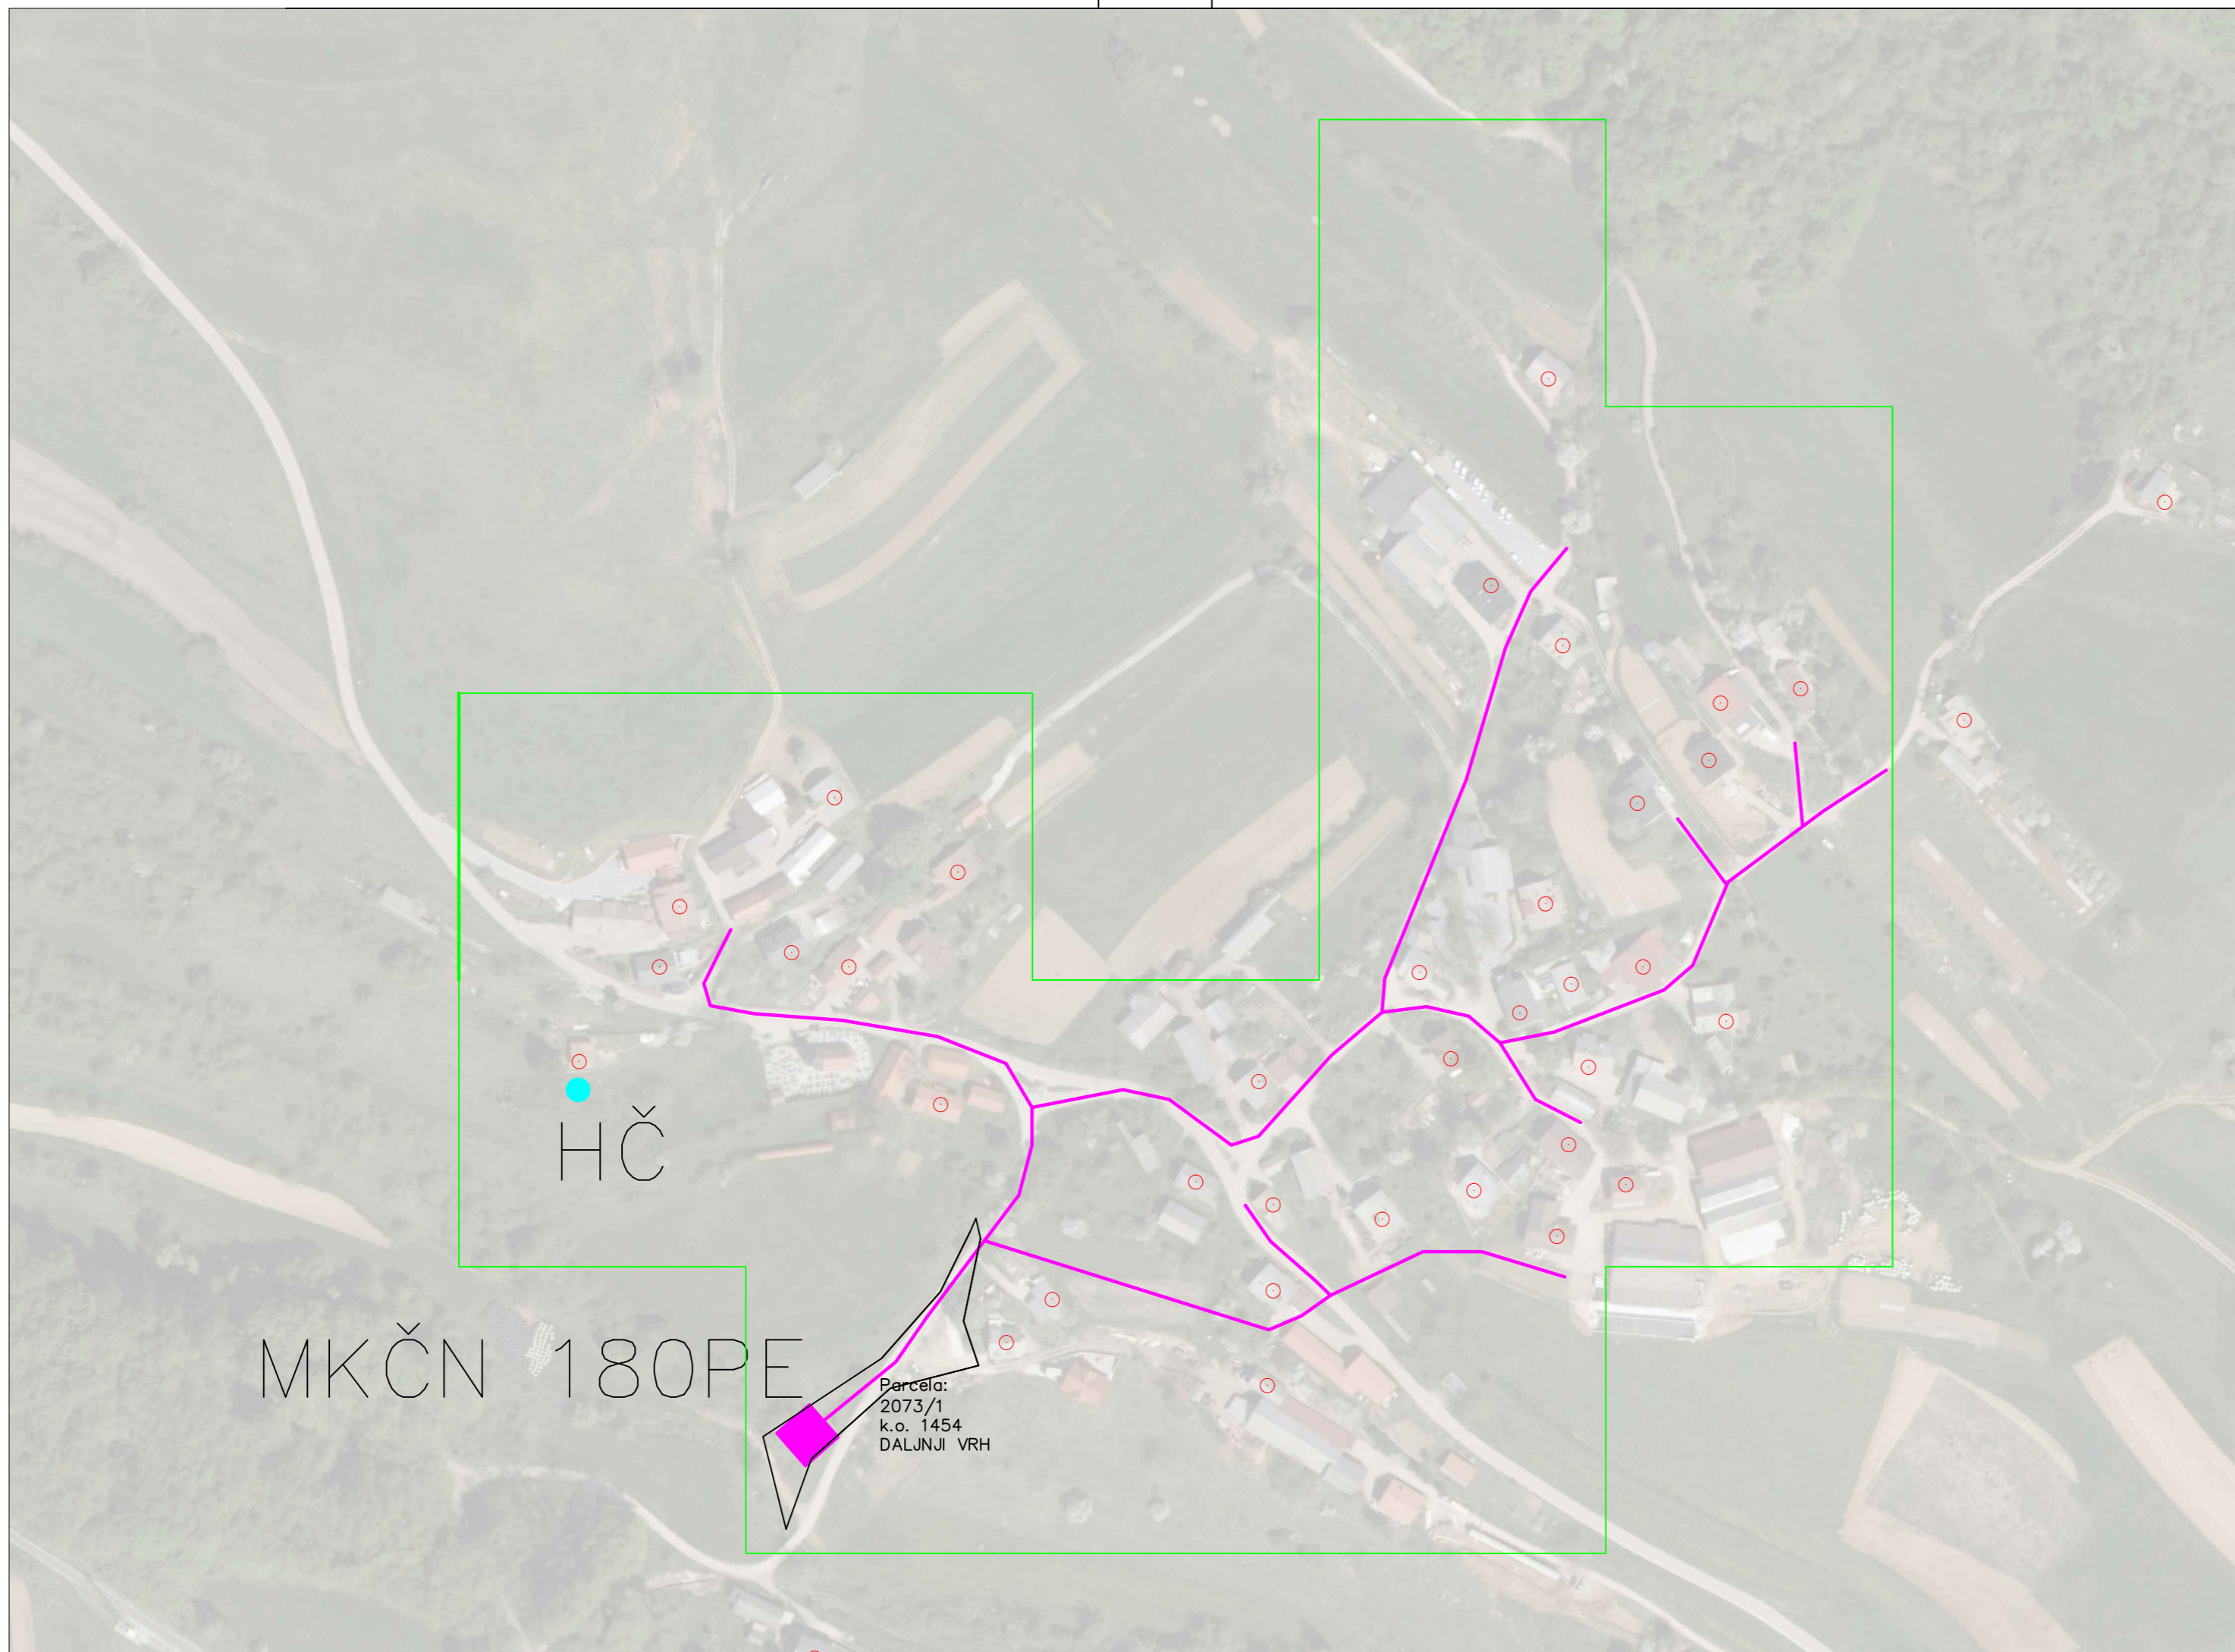 HČ
MKČN 180PE
Parcela:
2073/1
k.o. 1454
DALJNJI VRH